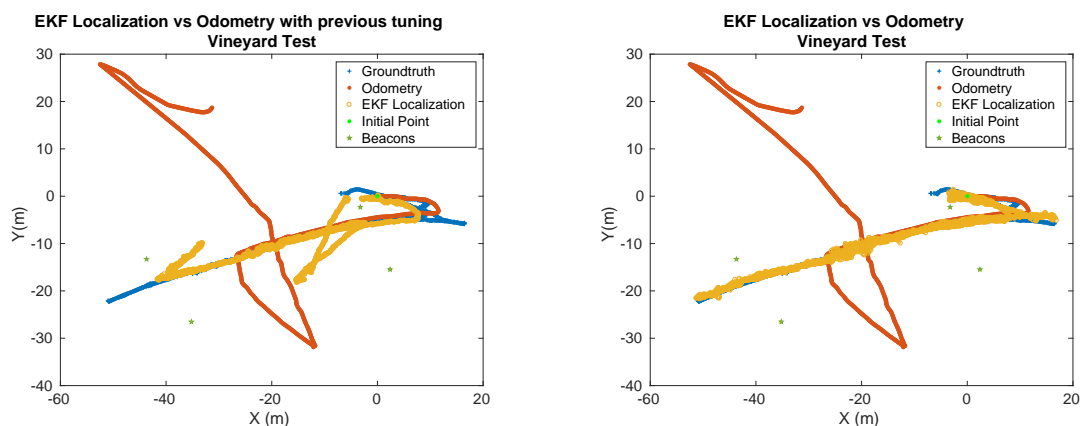 EKF Localization vs Odometry with previous tuning
Vineyard Test
30
20
10
0
-10
-20
-30
-40
Y(m)
-60
-40
-20
0
20
X (m)
Groundtruth
Odometry
EKF Localization
Initial Point
Beacons
EKF Localization vs Odometry
Vineyard Test
30
20
10
0
-10
-20
-30
-40
Y(m)
-60
-40
-20
0
20
X (m)
Groundtruth
Odometry
EKF Localization
Initial Point
Beacons